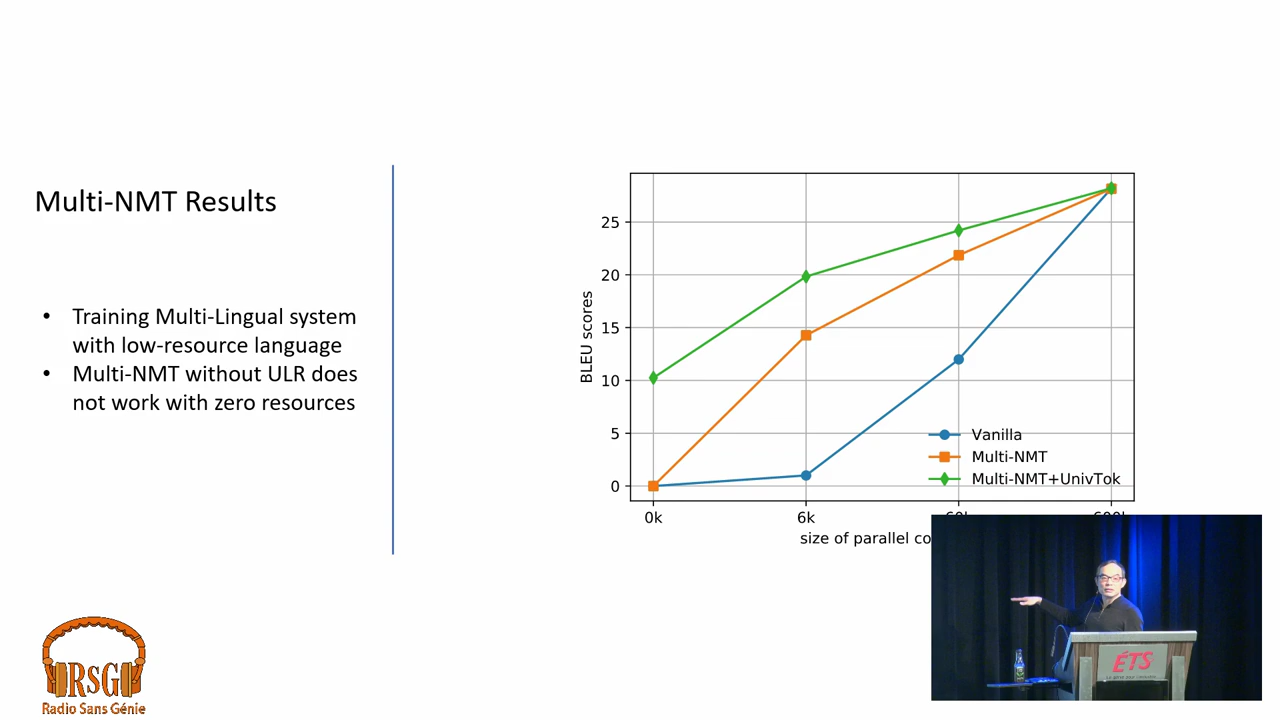 Multi-NMT Results
• Training Multi-Lingual system
with low-resource language
• Multi-NMT without ULR does
not work with zero resources
BLEU scores
25
20
15
10
5
0
Vanilla
Multi-NMT
Multi-NMT+UnivTok
0k
6k
size of parallel co
ÉTS
RSG
Radio Sans Génie